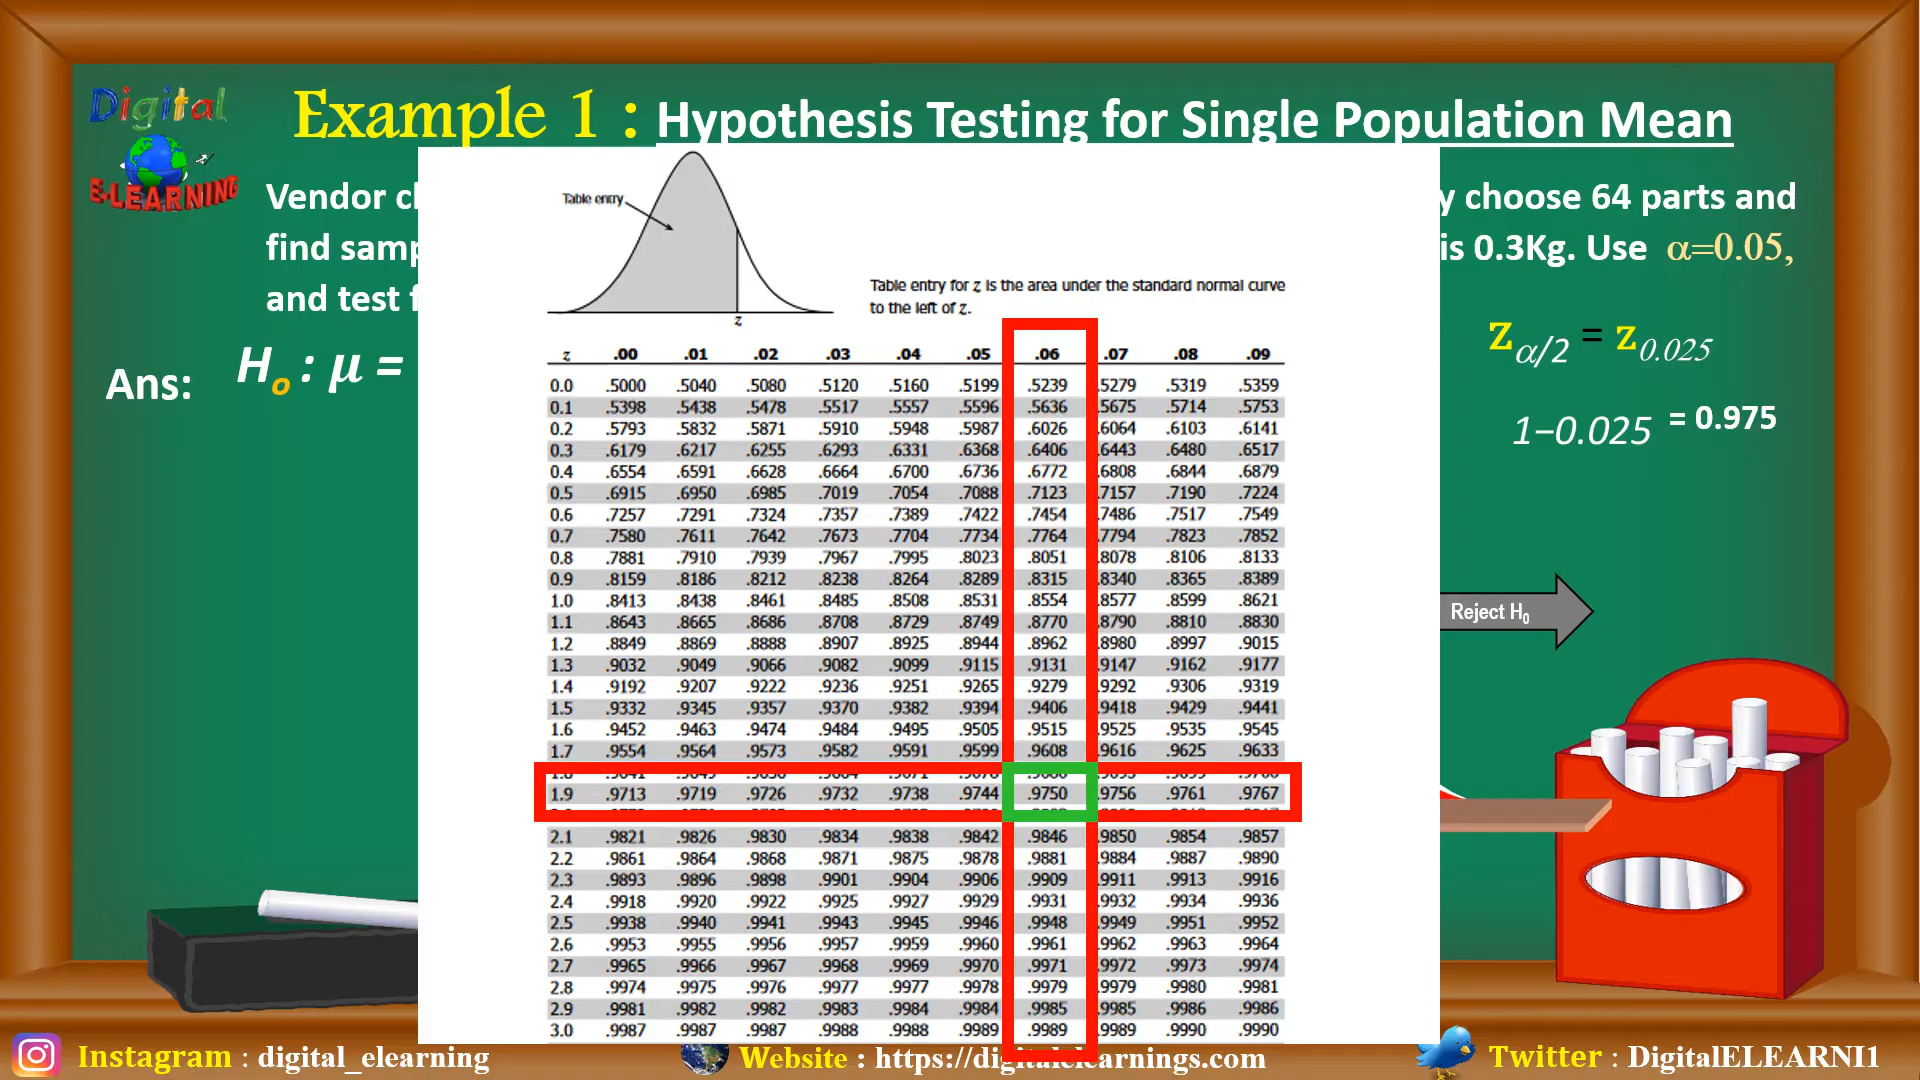 Digital
E-LEARNING
Example 1 : Hypothesis Testing for Single Population Mean
Vendor
y choose 64 parts and
find samp
is 0.3Kg. Use α=0.05,
and test
Ans: Ho : μ =
Zα/2 = z0.025
1−0.025 = 0.975
Reject H0
Table entry
z
Table entry for z is the area under the standard normal curve
to the left of z.
z .00 .01 .02 .03 .04 .05 .06 .07 .08 .09
0.0 .5000 .5040 .5080 .5120 .5160 .5199 .5239 .5279 .5319 .5359
0.1 .5398 .5438 .5478 .5517 .5557 .5596 .5636 .5675 .5714 .5753
0.2 .5793 .5832 .5871 .5910 .5948 .5987 .6026 .6064 .6103 .6141
0.3 .6179 .6217 .6255 .6293 .6331 .6368 .6406 .6443 .6480 .6517
0.4 .6554 .6591 .6628 .6664 .6700 .6736 .6772 .6808 .6844 .6879
0.5 .6915 .6950 .6985 .7019 .7054 .7088 .7123 .7157 .7190 .7224
0.6 .7257 .7291 .7324 .7357 .7389 .7422 .7454 .7486 .7517 .7549
0.7 .7580 .7611 .7642 .7673 .7704 .7734 .7764 .7794 .7823 .7852
0.8 .7881 .7910 .7939 .7967 .7995 .8023 .8051 .8078 .8106 .8133
0.9 .8159 .8186 .8212 .8238 .8264 .8289 .8315 .8340 .8365 .8389
1.0 .8413 .8438 .8461 .8485 .8508 .8531 .8554 .8577 .8599 .8621
1.1 .8643 .8665 .8686 .8708 .8729 .8749 .8770 .8790 .8810 .8830
1.2 .8849 .8869 .8888 .8907 .8925 .8944 .8962 .8980 .8997 .9015
1.3 .9032 .9049 .9066 .9082 .9099 .9115 .9131 .9147 .9162 .9177
1.4 .9192 .9207 .9222 .9236 .9251 .9265 .9279 .9292 .9306 .9319
1.5 .9332 .9345 .9357 .9370 .9382 .9394 .9406 .9418 .9429 .9441
1.6 .9452 .9463 .9474 .9484 .9495 .9505 .9515 .9525 .9535 .9545
1.7 .9554 .9564 .9573 .9582 .9591 .9599 .9608 .9616 .9625 .9633
1.9 .9713 .9719 .9726 .9732 .9738 .9744 .9750 .9756 .9761 .9767
2.1 .9821 .9826 .9830 .9834 .9838 .9842 .9846 .9850 .9854 .9857
2.2 .9861 .9864 .9868 .9871 .9875 .9878 .9881 .9884 .9887 .9890
2.3 .9893 .9896 .9898 .9901 .9904 .9906 .9909 .9911 .9913 .9916
2.4 .9918 .9920 .9922 .9925 .9927 .9929 .9931 .9932 .9934 .9936
2.5 .9938 .9940 .9941 .9943 .9945 .9946 .9948 .9949 .9951 .9952
2.6 .9953 .9955 .9956 .9957 .9959 .9960 .9961 .9962 .9963 .9964
2.7 .9965 .9966 .9967 .9968 .9969 .9970 .9971 .9972 .9973 .9974
2.8 .9974 .9975 .9976 .9977 .9977 .9978 .9979 .9979 .9980 .9981
2.9 .9981 .9982 .9982 .9983 .9984 .9984 .9985 .9985 .9986 .9986
3.0 .9987 .9987 .9987 .9988 .9988 .9989 .9989 .9989 .9990 .9990
Instagram : digital_elearning
Website : https://digitalelearnings.com
Twitter : DigitalELEARNI1